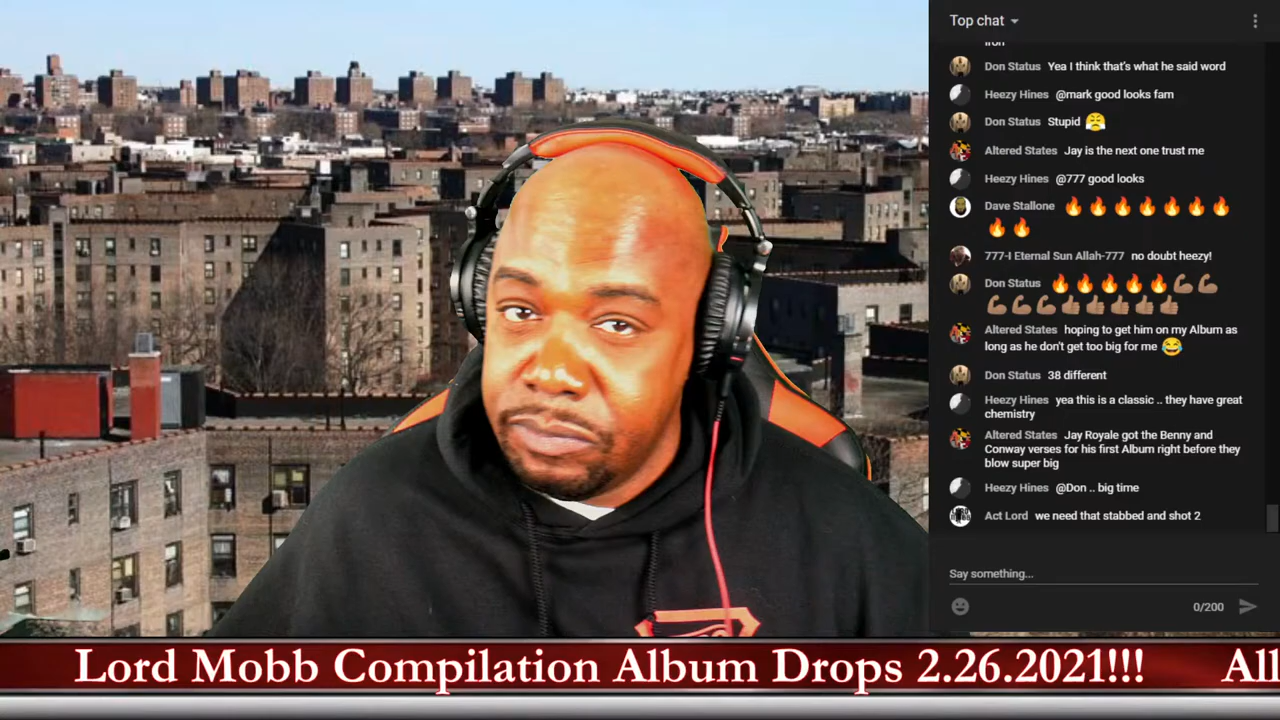 Top chat
Don Status Yea I think that's what he said word
Heezy Hines @mark good looks fam
Don Status Stupid 😤
Altered States Jay is the next one trust me
Heezy Hines @777 good looks
Dave Stallone 🔥🔥🔥🔥🔥🔥🔥
🔥🔥
777-I Eternal Sun Allah-777 no doubt heezy!
Don Status 🔥🔥🔥🔥🔥💪🏽💪🏽
💪🏽💪🏽💪🏽👍🏽👍🏽👍🏽👍🏽👍🏽
Altered States hoping to get him on my Album as
long as he don't get too big for me 😂
Don Status 38 different
Heezy Hines yea this is a classic .. they have great
chemistry
Altered States Jay Royale got the Benny and
Conway verses for his first Album right before they
blow super big
Heezy Hines @Don .. big time
Act Lord we need that stabbed and shot 2
Say something...
0/200
Lord Mobb Compilation Album Drops 2.26.2021!!! All